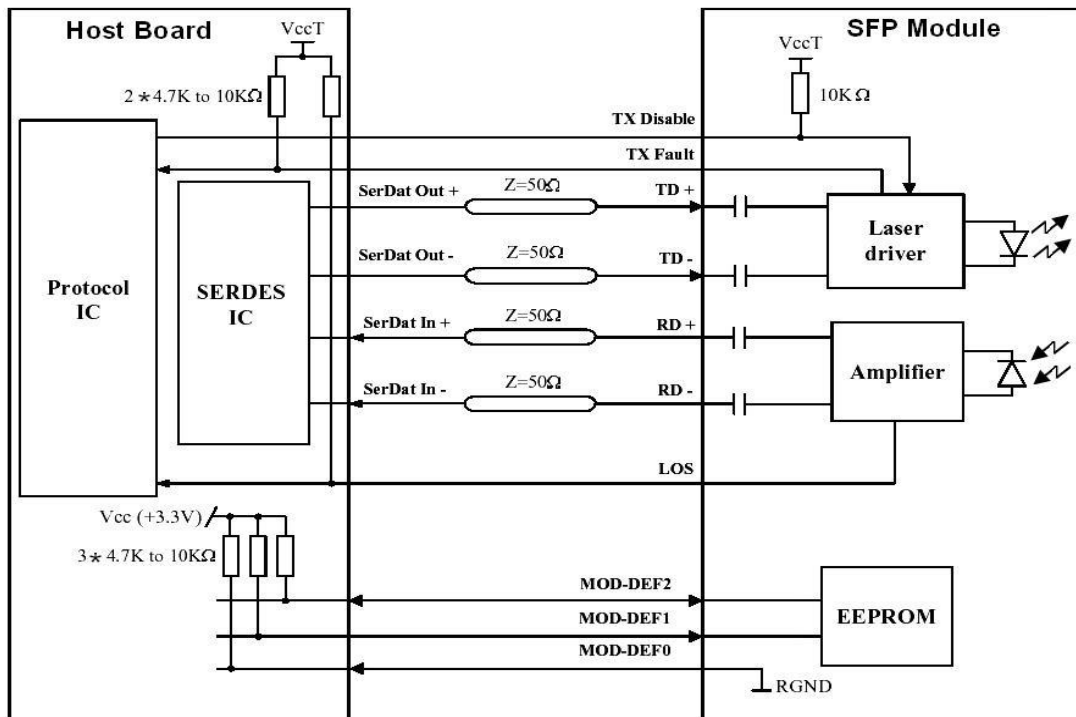 Host Board
SFP Module
VccT
VccT
2*4.7K to 10KΩ
10KΩ
TX Disable
TX Fault
SerDat Out +
Z=50Ω
TD +
SerDat Out -
Z=50Ω
TD -
Laser
driver
Protocol
IC
SERDES
IC
SerDat In +
Z=50Ω
RD +
SerDat In -
Z=50Ω
RD -
Amplifier
LOS
Vcc (+3.3V)
3*4.7K to 10KΩ
MOD-DEF2
MOD-DEF1
MOD-DEF0
EEPROM
RGND